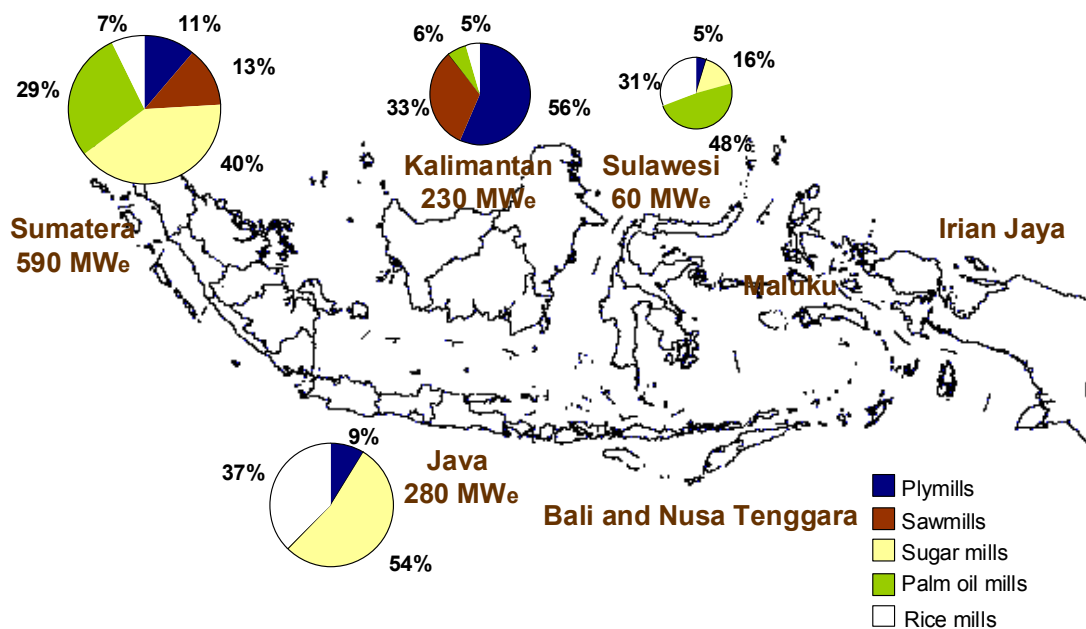 7%
11%
13%
29%
40%
Sumatera
590 MWe
6%
5%
33%
56%
Kalimantan
230 MWe
5%
16%
31%
48%
Sulawesi
60 MWe
Irian Jaya
Maluku
9%
37%
54%
Java
280 MWe
Bali and Nusa Tenggara
Plymills
Sawmills
Sugar mills
Palm oil mills
Rice mills